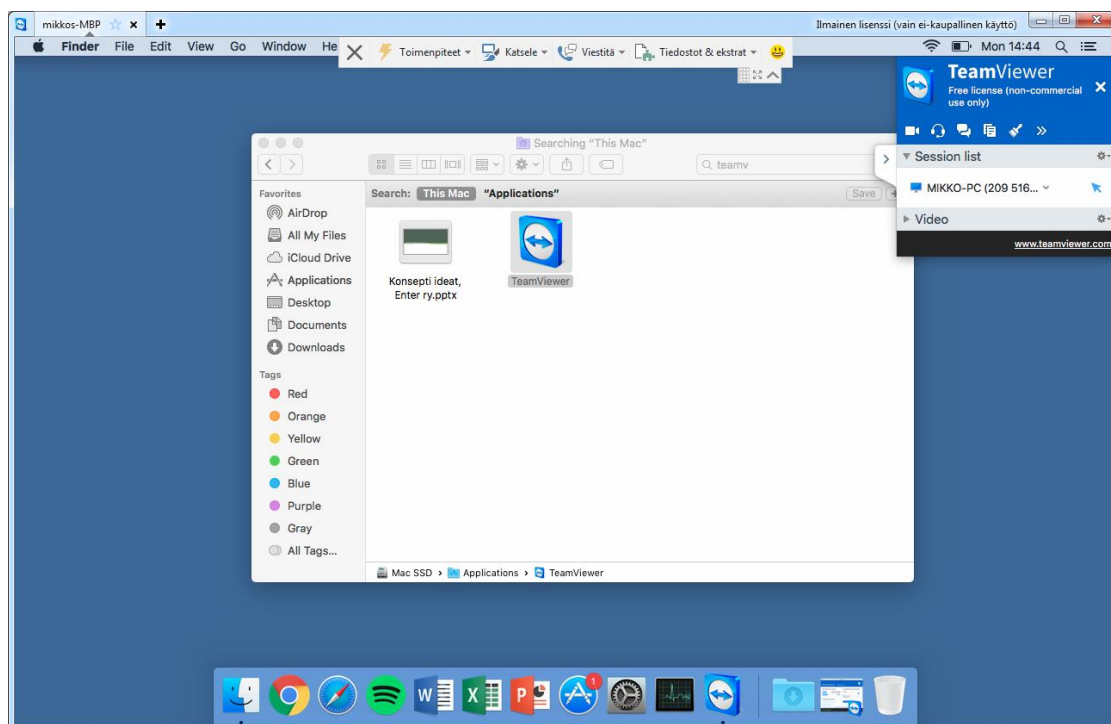 mikkos-MBP
Ilmainen lisenssi (vain ei-kaupallinen käyttö)
Finder File Edit View Go Window He
Toimenpiteet Katsele Viestitä Tiedostot & ekstrat
Mon 14:44
TeamViewer
Free license (non-commercial
use only)
Session list
MIKKO-PC (209 516...
Video
www.teamviewer.com
Searching "This Mac"
teamv
Favorites
AirDrop
All My Files
iCloud Drive
Applications
Desktop
Documents
Downloads
Tags
Red
Orange
Yellow
Green
Blue
Purple
Gray
All Tags...
Search: This Mac "Applications"
Save +
Konsepti ideat,
Enter ry.pptx
TeamViewer
Mac SSD › Applications › TeamViewer
W
X
P
1